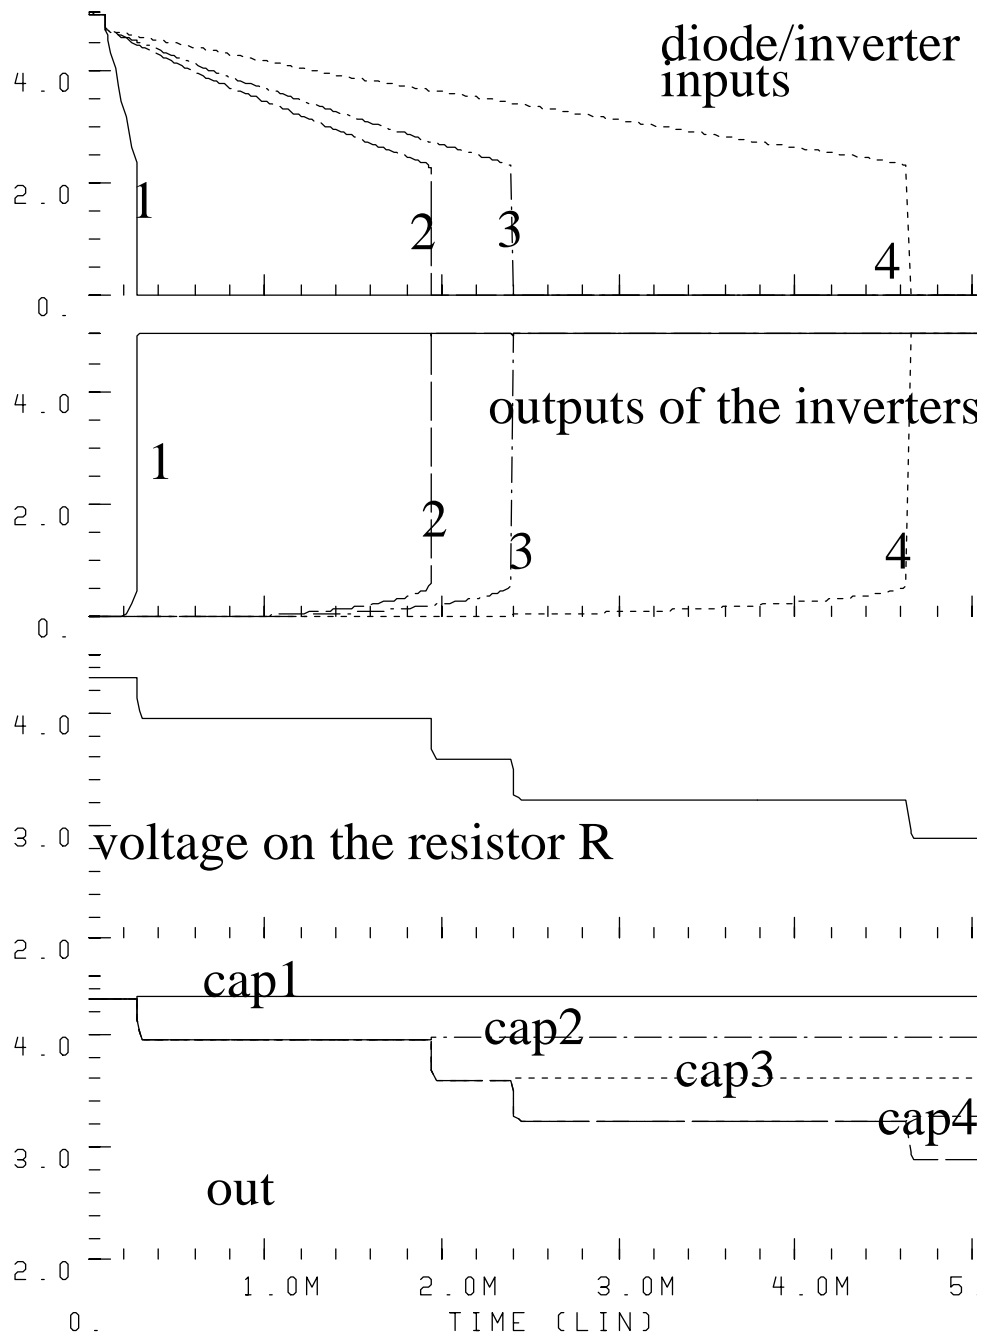 diode/inverter
inputs
4.0
2.0
1
2
3
4
0.
4.0
outputs of the inverters
1
2.0
2
3
4
0.
4.0
3.0
voltage on the resistor R
2.0
cap1
cap2
4.0
cap3
cap4
3.0
out
2.0
1.0M 2.0M 3.0M 4.0M 5.
0. TIME (LIN)